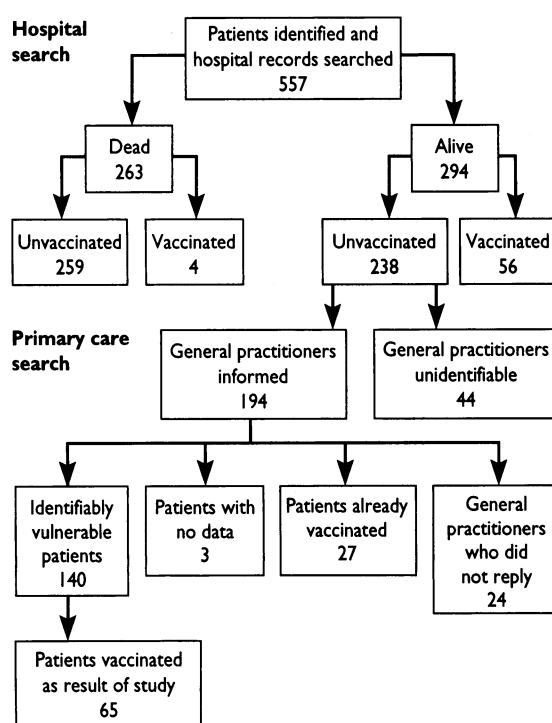 Hospital
search
Patients identified and
hospital records searched
557
Dead
263
Alive
294
Unvaccinated
259
Vaccinated
4
Unvaccinated
238
Vaccinated
56
Primary care
search
General practitioners
informed
194
General practitioners
unidentifiable
44
Identifiably
vulnerable
patients
140
Patients with
no data
3
Patients already
vaccinated
27
General
practitioners
who did
not reply
24
Patients vaccinated
as result of study
65